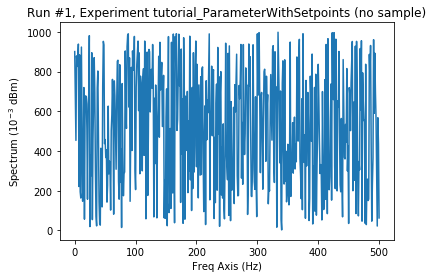 Run #1, Experiment tutorial_ParameterWithSetpoints (no sample)
1000
800
600
400
200
0
Spectrum (10⁻³ dBm)
0 100 200 300 400 500
Freq Axis (Hz)